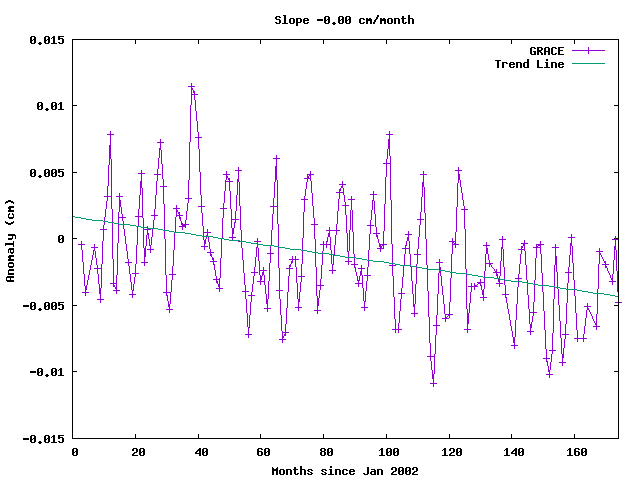 Slope -0.00 cm/month
0.015
GRACE
Trend Line
0.01
0.005
0
-0.005
-0.01
-0.015
Anomaly (cm)
0 20 40 60 80 100 120 140 160
Months since Jan 2002